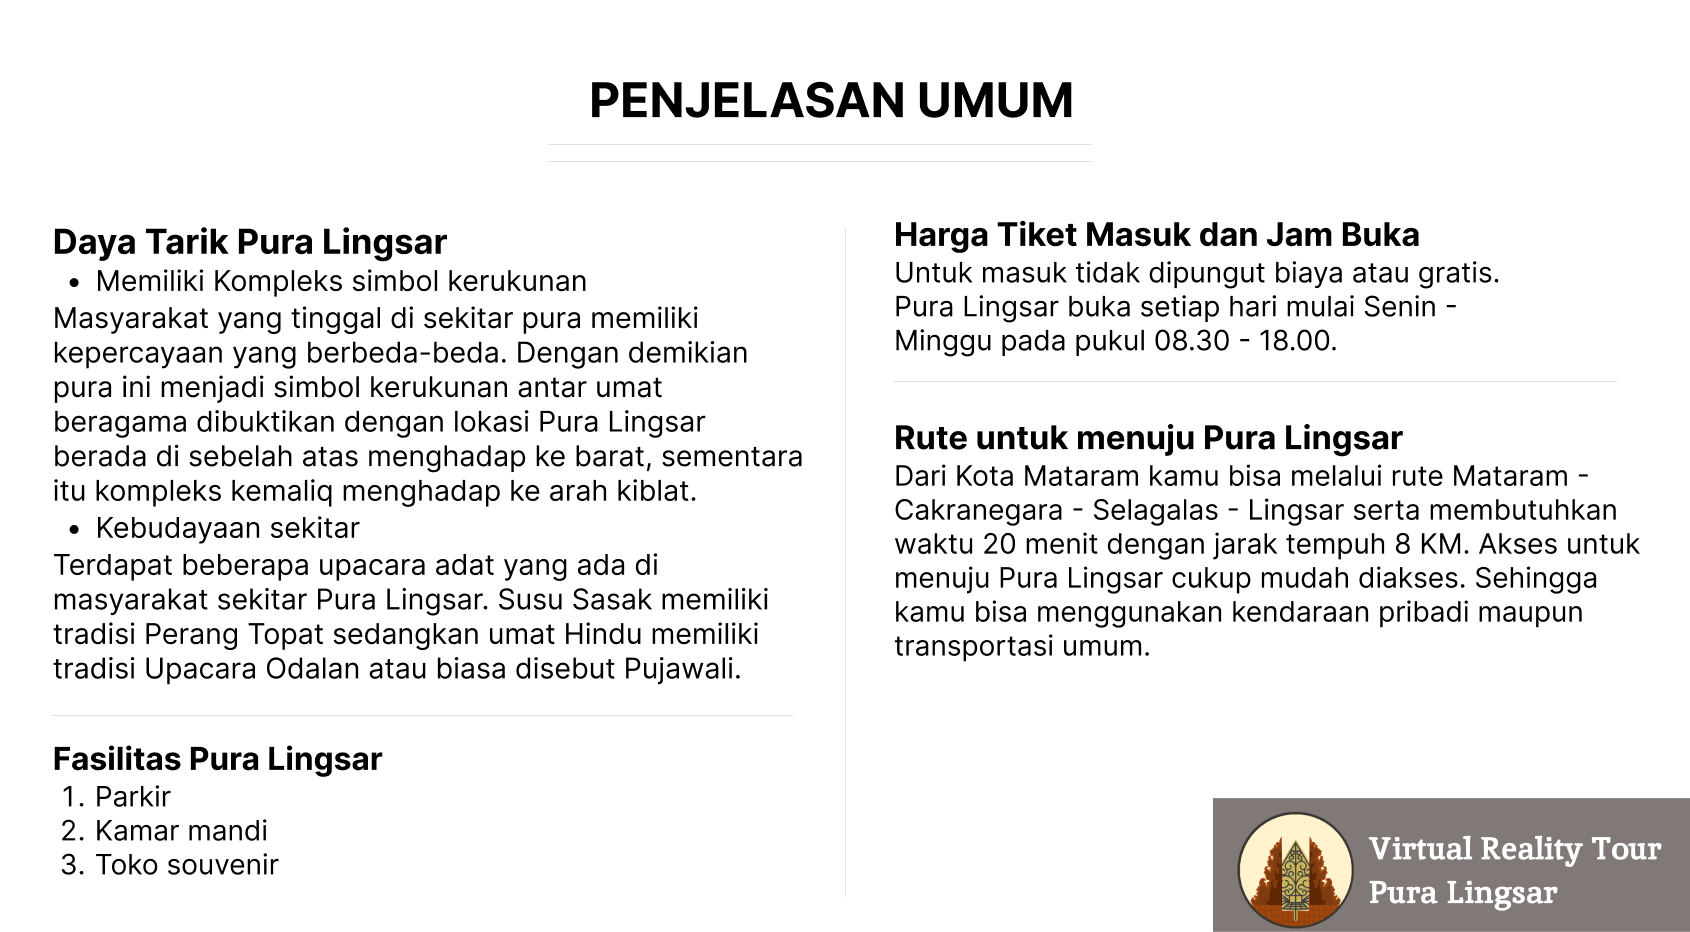 PENJELASAN UMUM
Daya Tarik Pura Lingsar
• Memiliki Kompleks simbol kerukunan
Masyarakat yang tinggal di sekitar pura memiliki
kepercayaan yang berbeda-beda. Dengan demikian
pura ini menjadi simbol kerukunan antar umat
beragama dibuktikan dengan lokasi Pura Lingsar
berada di sebelah atas menghadap ke barat, sementara
itu kompleks kemaliq menghadap ke arah kiblat.
• Kebudayaan sekitar
Terdapat beberapa upacara adat yang ada di
masyarakat sekitar Pura Lingsar. Susu Sasak memiliki
tradisi Perang Topat sedangkan umat Hindu memiliki
tradisi Upacara Odalan atau biasa disebut Pujawali.
Fasilitas Pura Lingsar
1. Parkir
2. Kamar mandi
3. Toko souvenir
Harga Tiket Masuk dan Jam Buka
Untuk masuk tidak dipungut biaya atau gratis.
Pura Lingsar buka setiap hari mulai Senin -
Minggu pada pukul 08.30 - 18.00.
Rute untuk menuju Pura Lingsar
Dari Kota Mataram kamu bisa melalui rute Mataram -
Cakranegara - Selagalas - Lingsar serta membutuhkan
waktu 20 menit dengan jarak tempuh 8 KM. Akses untuk
menuju Pura Lingsar cukup mudah diakses. Sehingga
kamu bisa menggunakan kendaraan pribadi maupun
transportasi umum.
Virtual Reality Tour
Pura Lingsar